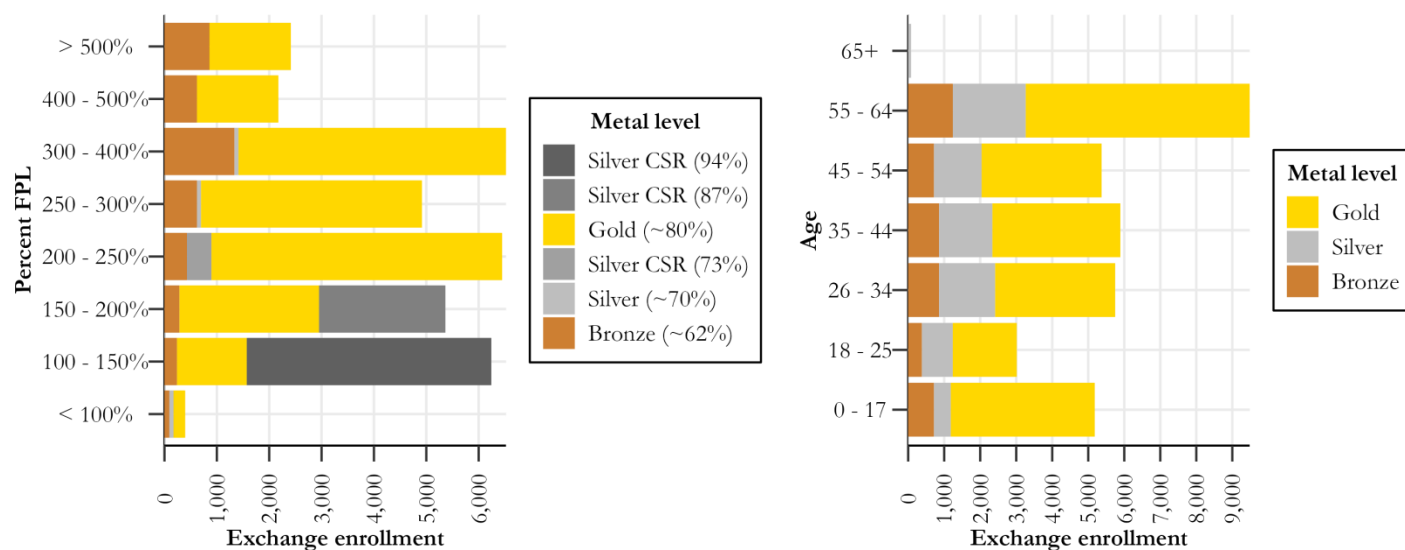 Percent FPL
> 500%
400 - 500%
300 - 400%
250 - 300%
200 - 250%
150 - 200%
100 - 150%
< 100%
0
1,000
2,000
3,000
4,000
5,000
6,000
Exchange enrollment
Metal level
Silver CSR (94%)
Silver CSR (87%)
Gold (~80%)
Silver CSR (73%)
Silver (~70%)
Bronze (~62%)
Age
65+
55 - 64
45 - 54
35 - 44
26 - 34
18 - 25
0 - 17
0
1,000
2,000
3,000
4,000
5,000
6,000
7,000
8,000
9,000
Exchange enrollment
Metal level
Gold
Silver
Bronze